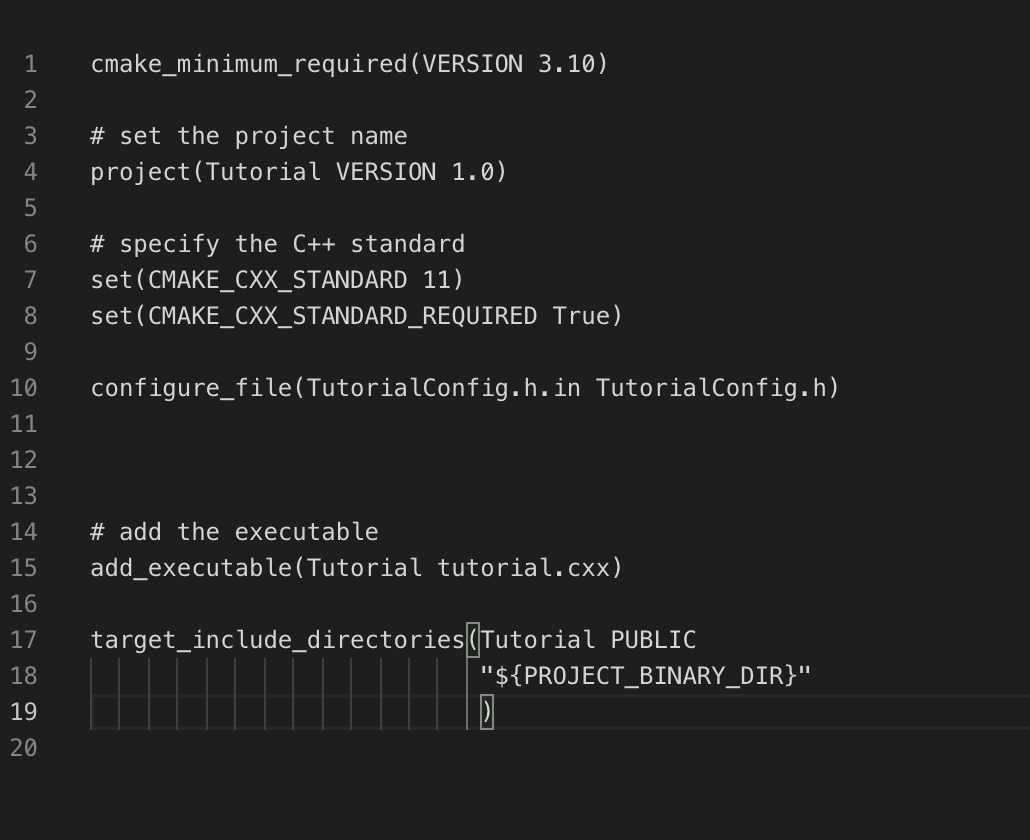 1 cmake_minimum_required(VERSION 3.10)
2
3 # set the project name
4 project(Tutorial VERSION 1.0)
5
6 # specify the C++ standard
7 set(CMAKE_CXX_STANDARD 11)
8 set(CMAKE_CXX_STANDARD_REQUIRED True)
9
10 configure_file(TutorialConfig.h.in TutorialConfig.h)
11
12
13
14 # add the executable
15 add_executable(Tutorial tutorial.cxx)
16
17 target_include_directories(Tutorial PUBLIC
18                            "${PROJECT_BINARY_DIR}"
19                            )
20